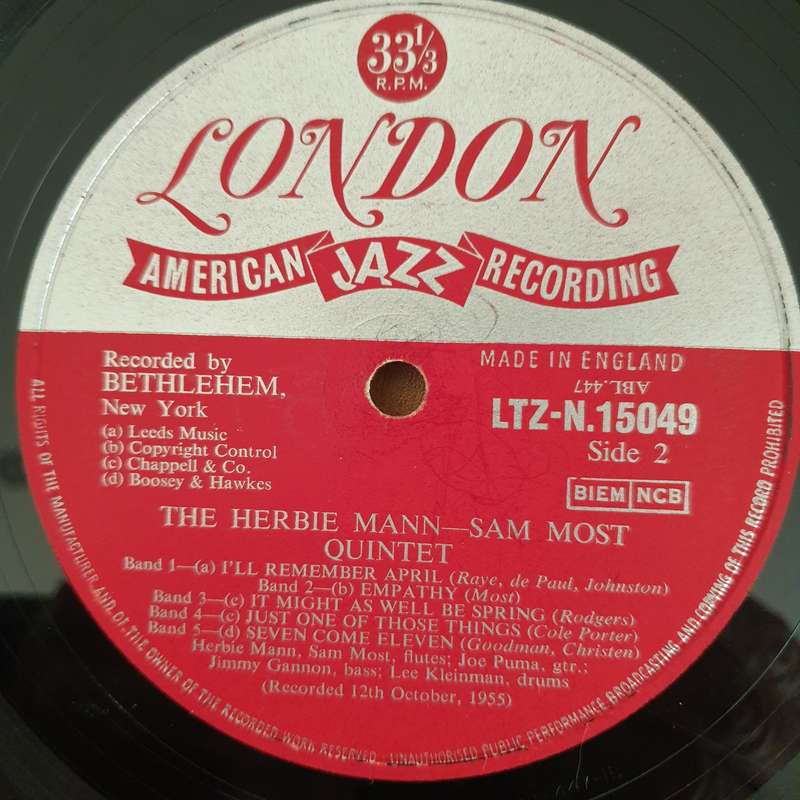 33 1/3
R.P.M.
LONDON
AMERICAN JAZZ RECORDING
Recorded by
BETHLEHEM,
New York
(a) Leeds Music
(b) Copyright Control
(c) Chappell & Co.
(d) Boosey & Hawkes
MADE IN ENGLAND
ABL.447
LTZ-N.15049
Side 2
BIEM NCB
THE HERBIE MANN—SAM MOST
QUINTET
Band 1—(a) I'LL REMEMBER APRIL (Raye, de Paul, Johnston)
Band 2—(b) EMPATHY (Most)
Band 3—(c) IT MIGHT AS WELL BE SPRING (Rodgers)
Band 4—(c) JUST ONE OF THOSE THINGS (Cole Porter)
Band 5—(d) SEVEN COME ELEVEN (Goodman, Christen)
Herbie Mann, Sam Most, flutes; Joe Puma, gtr.;
Jimmy Gannon, bass; Lee Kleinman, drums
(Recorded 12th October, 1955)
ALL RIGHTS OF THE MANUFACTURER AND OF THE OWNER OF THE RECORDED WORK RESERVED. UNAUTHORISED PUBLIC PERFORMANCE BROADCASTING AND COPYING OF THIS RECORD PROHIBITED